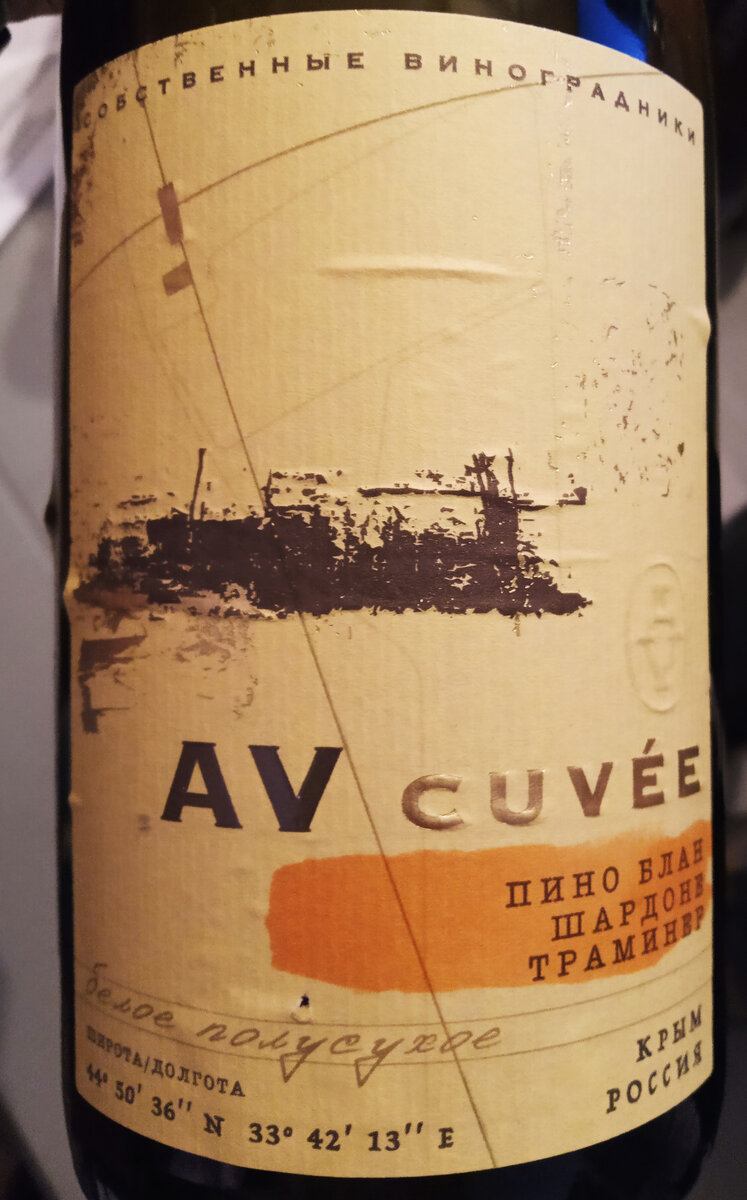 СОБСТВЕННЫЕ ВИНОГРАДНИКИ
AV CUVÉE
ПИНО БЛАН
ШАРДОНЕ
ТРАМИНЕР
белое полусухое
ШИРОТА/ДОЛГОТА
44° 50' 36'' N 33° 42' 13'' E
КРЫМ
РОССИЯ